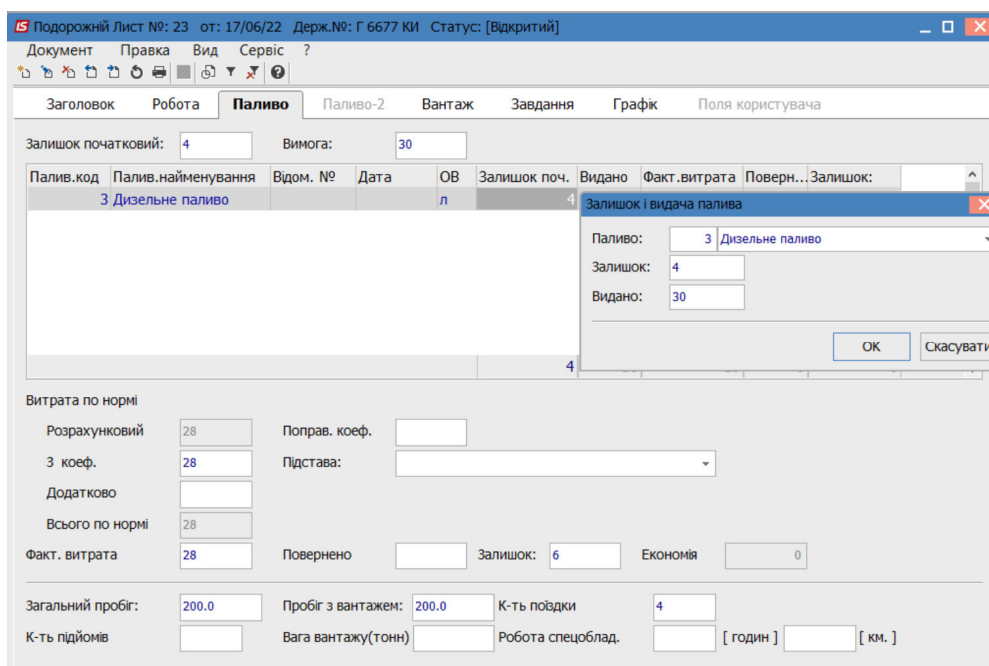 Подорожній Лист №: 23 от: 17/06/22 Держ.№: Г 6677 КИ Статус: [Відкритий]
Документ Правка Вид Сервіс ?
Заголовок Робота Паливо Паливо-2 Вантаж Завдання Графік Поля користувача
Залишок початковий: 4 Вимога: 30
Палив.код Палив.найменування Відом. № Дата ОВ Залишок поч. Видано Факт.витрата Поверн... Залишок:
3 Дизельне паливо л 4
Залишок і видача палива
Паливо: 3 Дизельне паливо
Залишок: 4
Видано: 30
ОК Скасувати
4
Витрата по нормі
Розрахунковий 28 Поправ. коеф.
З коеф. 28 Підстава:
Додатково
Всього по нормі 28
Факт. витрата 28 Повернено Залишок: 6 Економія 0
Загальний пробіг: 200.0 Пробіг з вантажем: 200.0 К-ть поїздки 4
К-ть підйомів Вага вантажу(тонн) Робота спецоблад. [ годин ] [ км. ]